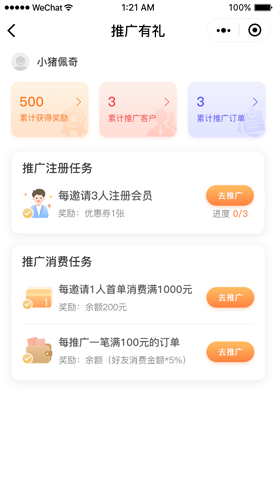 WeChat
1:21 AM
100%
推广有礼
小猪佩奇
500
累计获得奖励
3
累计推广客户
3
累计推广订单
推广注册任务
每邀请3人注册会员
去推广
奖励：优惠券1张
进度 0/3
推广消费任务
每邀请1人首单消费满1000元
去推广
奖励：余额200元
每推广一笔满100元的订单
去推广
奖励：余额（好友消费金额*5%）